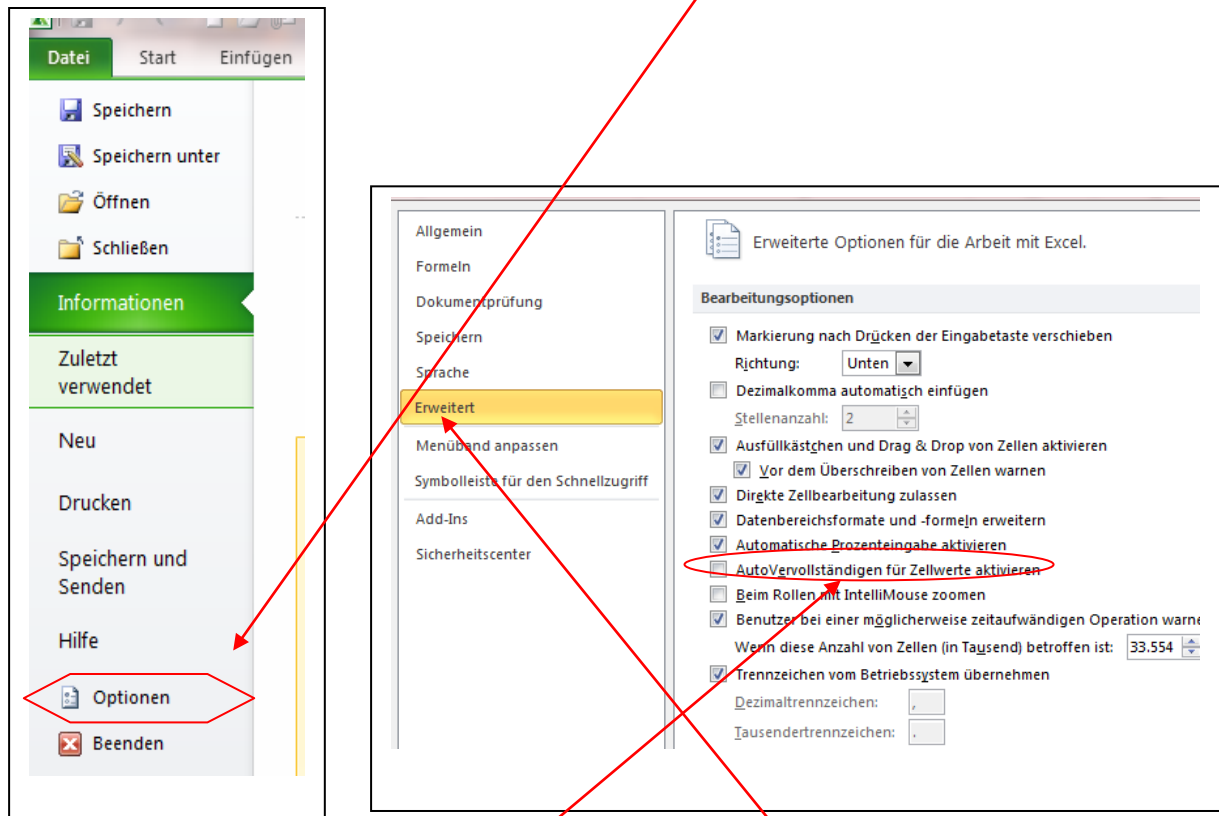 Datei Start Einfügen
Speichern
Speichern unter
Öffnen
Schließen
Informationen
Zuletzt
verwendet
Neu
Drucken
Speichern und
Senden
Hilfe
Optionen
Beenden
Allgemein
Formeln
Dokumentprüfung
Speichern
Sprache
Erweitert
Menüband anpassen
Symbolleiste für den Schnellzugriff
Add-Ins
Sicherheitscenter
Erweiterte Optionen für die Arbeit mit Excel.
Bearbeitungsoptionen
Markierung nach Drücken der Eingabetaste verschieben
Richtung: Unten
Dezimalkomma automatisch einfügen
Stellenanzahl: 2
Ausfüllkästchen und Drag & Drop von Zellen aktivieren
Vor dem Überschreiben von Zellen warnen
Direkte Zellbearbeitung zulassen
Datenbereichsformate und -formeln erweitern
Automatische Prozenteingabe aktivieren
AutoVervollständigen für Zellwerte aktivieren
Beim Rollen mit IntelliMouse zoomen
Benutzer bei einer möglicherweise zeitaufwändigen Operation warne
Wenn diese Anzahl von Zellen (in Tausend) betroffen ist: 33.554
Trennzeichen vom Betriebssystem übernehmen
Dezimaltrennzeichen: ,
Tausendertrennzeichen: .